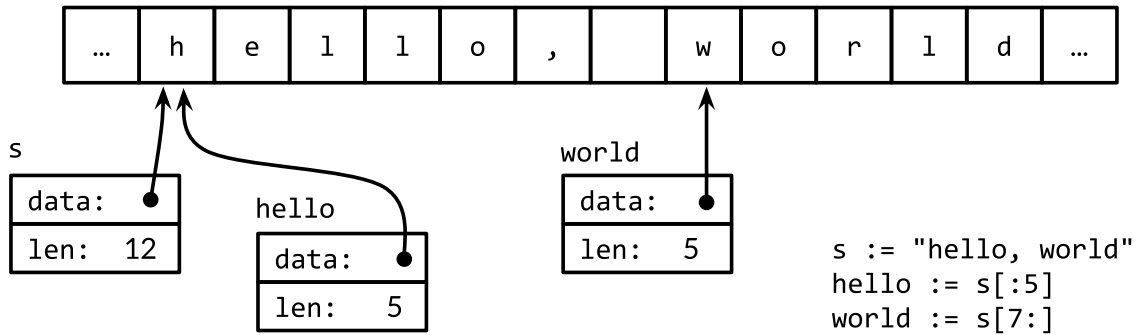 … h e l l o , w o r l d …
s
data:
len: 12
hello
data:
len: 5
world
data:
len: 5
s := "hello, world"
hello := s[:5]
world := s[7:]